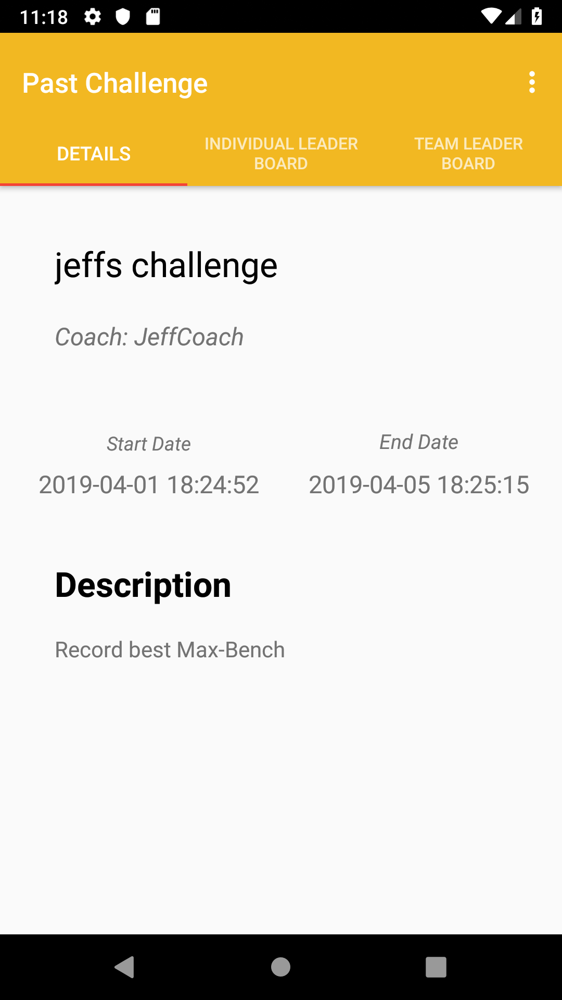 11:18
Past Challenge
DETAILS
INDIVIDUAL LEADER
BOARD
TEAM LEADER
BOARD
jeffs challenge
Coach: JeffCoach
Start Date
End Date
2019-04-01 18:24:52
2019-04-05 18:25:15
Description
Record best Max-Bench